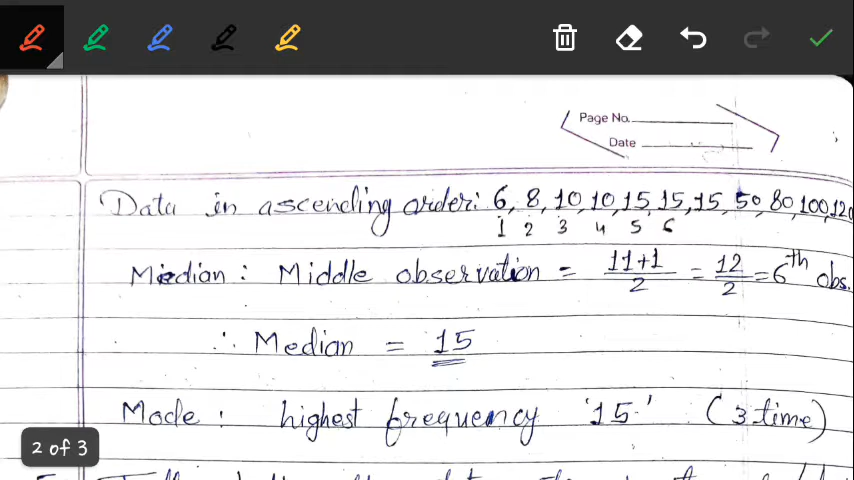 Page No.
Date
Data in ascending order: 6, 8, 10, 10, 15, 15, 15, 50, 80, 100, 120
1 2 3 4 5 6
Median: Middle observation = 11+1/2 = 12/2 = 6th obs.
∴ Median = 15
Mode: highest frequency '15' (3 time)
2 of 3